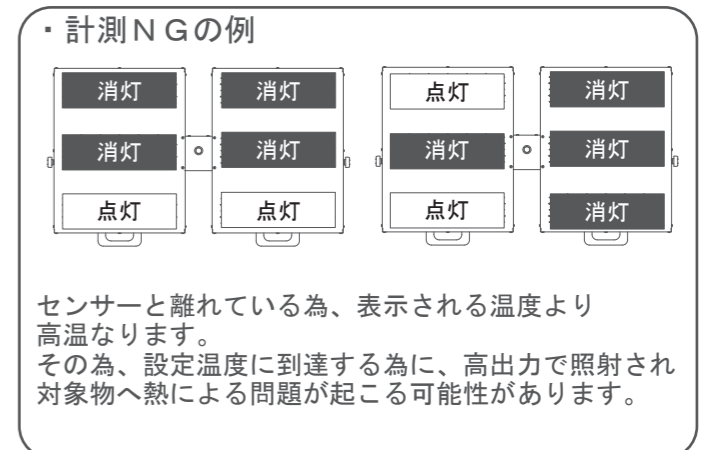 ・計測ＮＧの例
消灯 消灯 点灯 消灯
消灯 消灯 消灯 消灯
点灯 点灯 点灯 消灯
センサーと離れている為、表示される温度より
高温なります。
その為、設定温度に到達する為に、高出力で照射され
対象物へ熱による問題が起こる可能性があります。